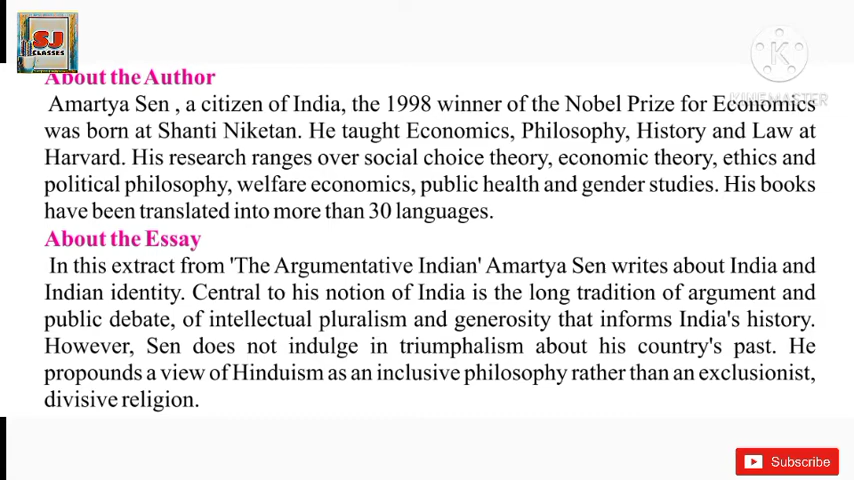 SJ
CLASSES
K
KINEMASTER
About the Author
Amartya Sen , a citizen of India, the 1998 winner of the Nobel Prize for Economics
was born at Shanti Niketan. He taught Economics, Philosophy, History and Law at
Harvard. His research ranges over social choice theory, economic theory, ethics and
political philosophy, welfare economics, public health and gender studies. His books
have been translated into more than 30 languages.
About the Essay
In this extract from 'The Argumentative Indian' Amartya Sen writes about India and
Indian identity. Central to his notion of India is the long tradition of argument and
public debate, of intellectual pluralism and generosity that informs India's history.
However, Sen does not indulge in triumphalism about his country's past. He
propounds a view of Hinduism as an inclusive philosophy rather than an exclusionist,
divisive religion.
Subscribe